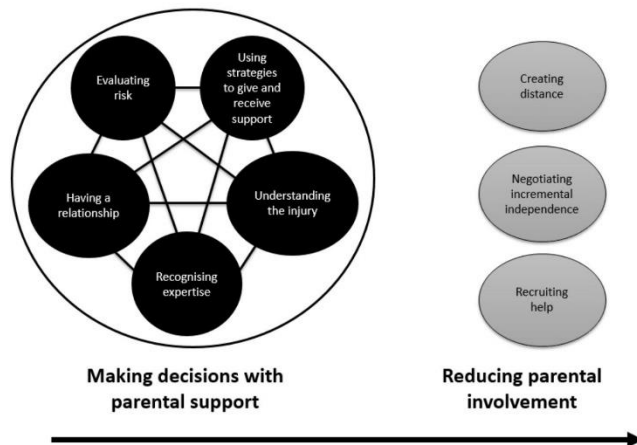 Evaluating
risk
Using
strategies
to give and
receive
support
Having a
relationship
Understanding
the injury
Recognising
expertise
Making decisions with
parental support
Creating
distance
Negotiating
incremental
independence
Recruiting
help
Reducing parental
involvement